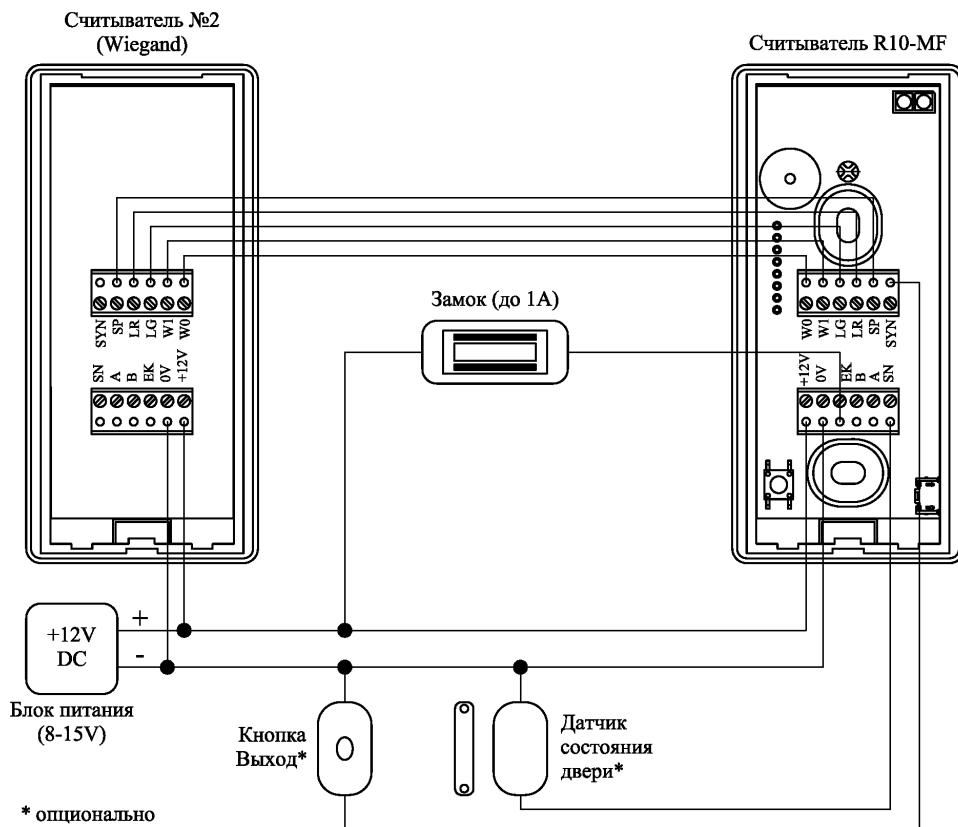 Считыватель №2
(Wiegand)
Считыватель R10-MF
SYN SP LR LG W1 W0
SN A B EK 0V +12V
Замок (до 1А)
W0 W1 LG LR SP SYN
+12V 0V EK B A SN
+12V
DC
+
-
Блок питания
(8-15V)
Кнопка
Выход*
Датчик
состояния
двери*
* опционально